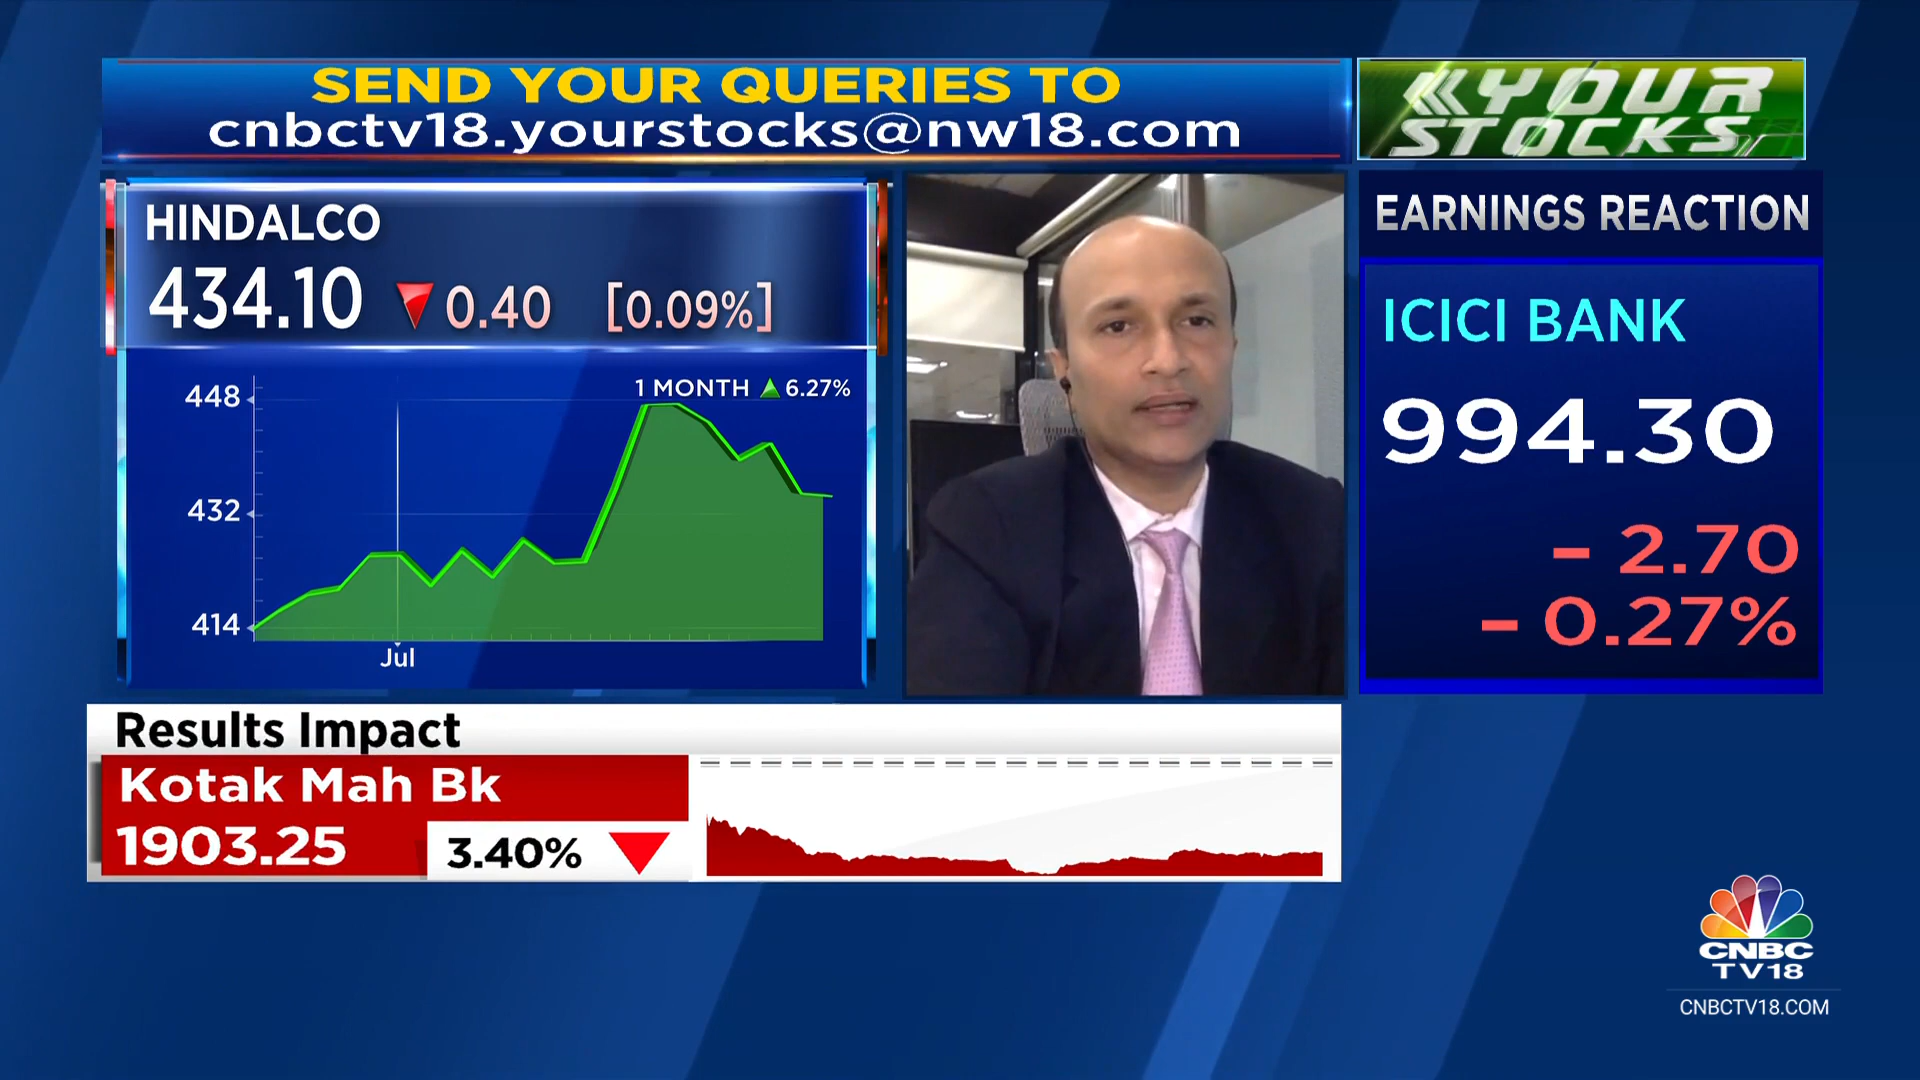 SEND YOUR QUERIES TO
cnbctv18.yourstocks@nw18.com
YOUR
STOCKS
HINDALCO
434.10 ▼ 0.40 [0.09%]
1 MONTH ▲ 6.27%
448
432
414
Jul
EARNINGS REACTION
ICICI BANK
994.30
- 2.70
- 0.27%
Results Impact
Kotak Mah Bk
1903.25
3.40% ▼
CNBC
TV18
CNBCTV18.COM